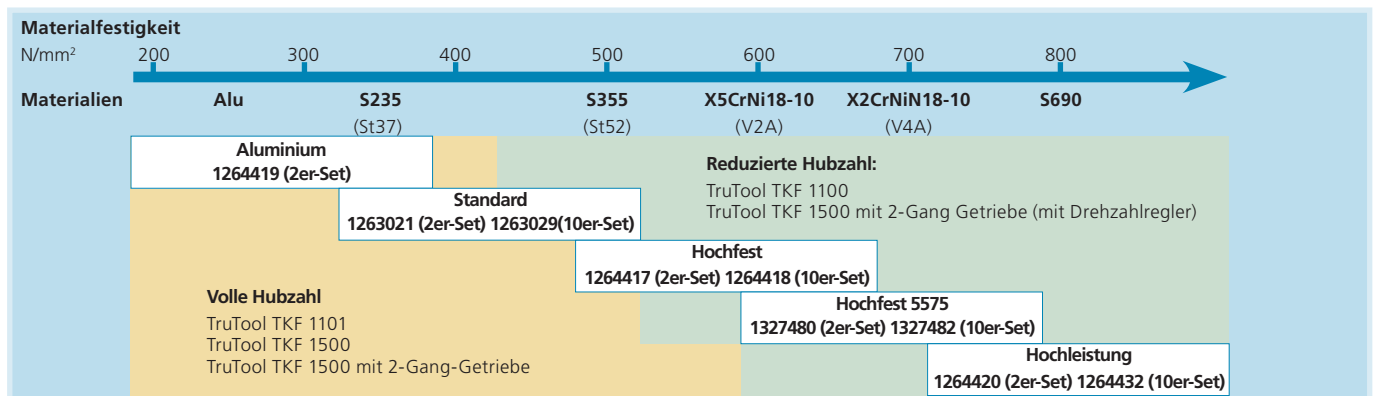 Materialfestigkeit
N/mm² 200 300 400 500 600 700 800
Materialien Alu S235 S355 X5CrNi18-10 X2CrNiN18-10 S690
(St37) (St52) (V2A) (V4A)
Aluminium
1264419 (2er-Set)
Reduzierte Hubzahl:
TruTool TKF 1100
TruTool TKF 1500 mit 2-Gang Getriebe (mit Drehzahlregler)
Standard
1263021 (2er-Set) 1263029(10er-Set)
Hochfest
1264417 (2er-Set) 1264418 (10er-Set)
Volle Hubzahl
TruTool TKF 1101
TruTool TKF 1500
TruTool TKF 1500 mit 2-Gang-Getriebe
Hochfest 5575
1327480 (2er-Set) 1327482 (10er-Set)
Hochleistung
1264420 (2er-Set) 1264432 (10er-Set)